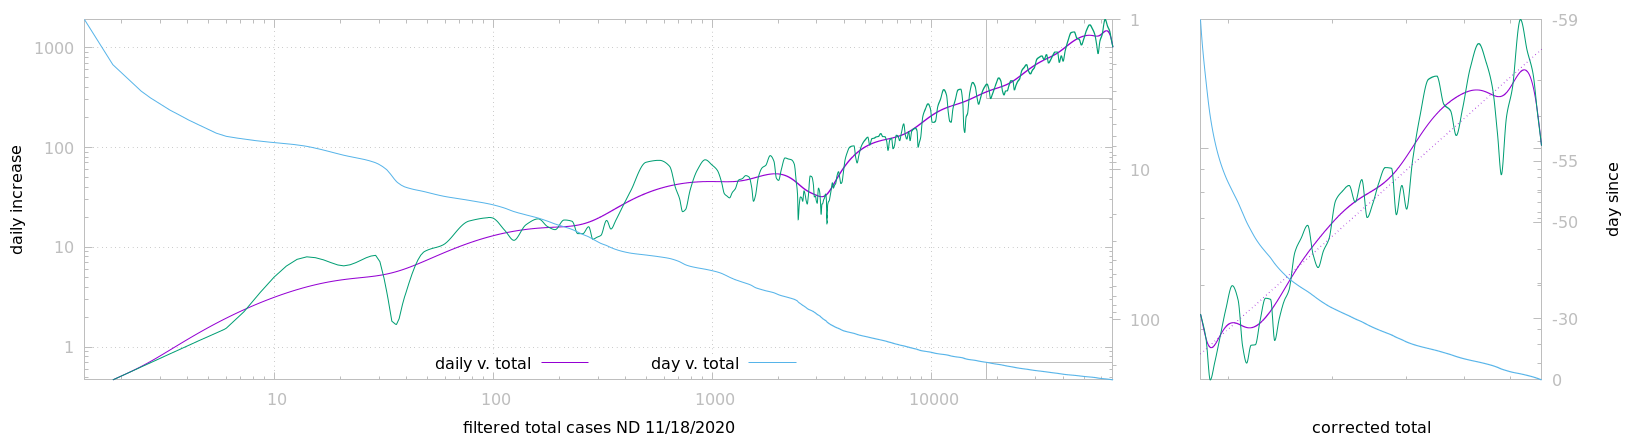 daily increase
1000
100
10
1
10
100
1000
10000
filtered total cases ND 11/18/2020
daily v. total
day v. total
1
10
100
corrected total
-59
-55
-50
-30
0
day since